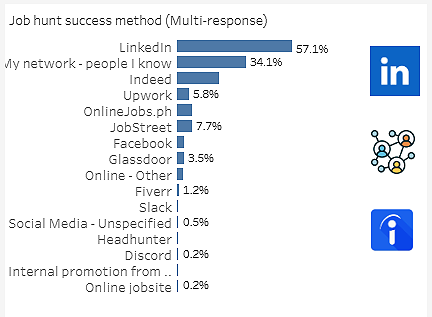 Job hunt success method (Multi-response)
LinkedIn 57.1%
My network - people I know 34.1%
Indeed
Upwork 5.8%
OnlineJobs.ph
JobStreet 7.7%
Facebook
Glassdoor 3.5%
Online - Other
Fiverr 1.2%
Slack
Social Media - Unspecified 0.5%
Headhunter
Discord 0.2%
Internal promotion from ..
Online jobsite 0.2%
in
i